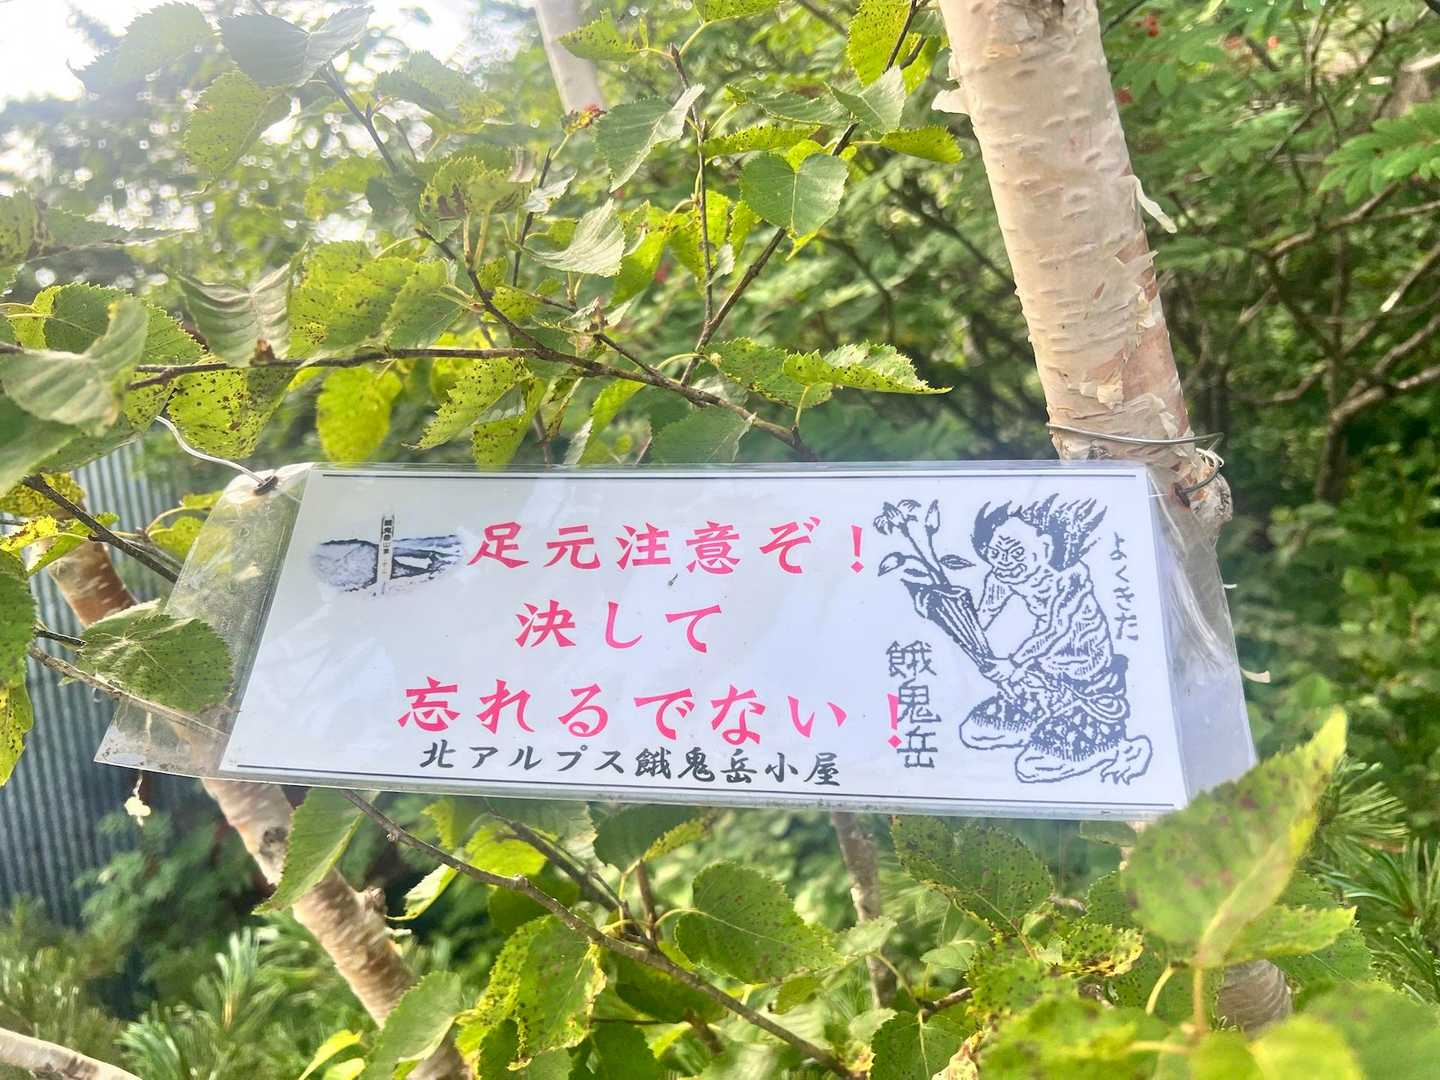 足元注意ぞ！
決して
忘れるでない！
北アルプス餓鬼岳小屋
よくきた
餓鬼岳